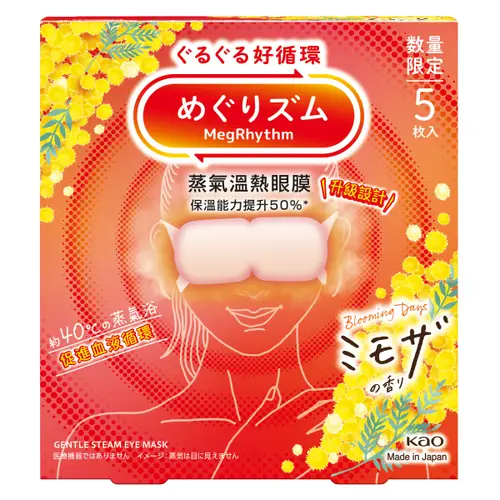 ぐるぐる好循環
数量
限定
5
枚入
めぐりズム
MegRhythm
蒸氣溫熱眼膜
保溫能力提升50%*
升級設計
約40℃の蒸氣浴
促進血液循環
Blooming Days
ミモザ
の香り
GENTLE STEAM EYE MASK
医療機器ではありません　イメージ:蒸気は目に見えません
Kao
Made in Japan